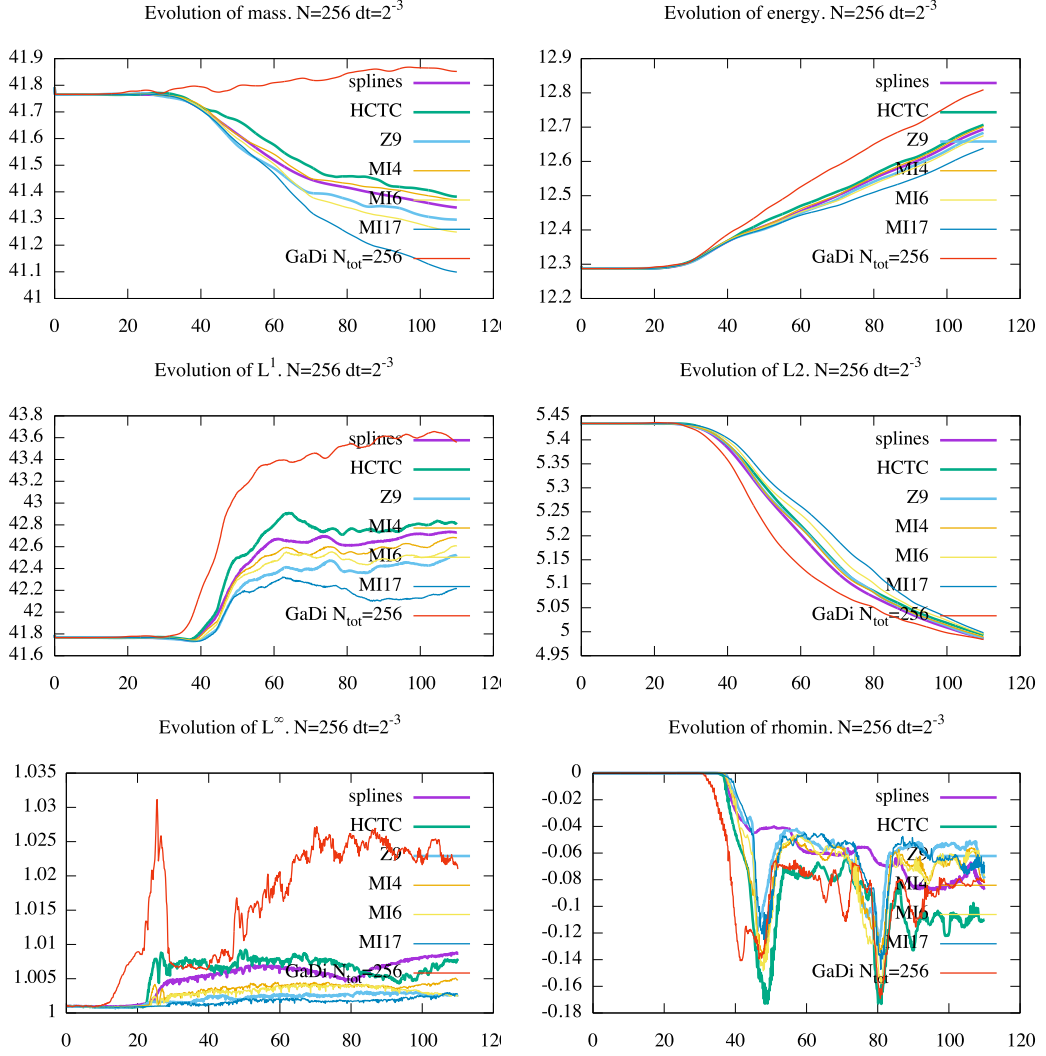 Evolution of mass. N=256 dt=2^-3
41.9
41.8
41.7
41.6
41.5
41.4
41.3
41.2
41.1
41
0 20 40 60 80 100 120
splines
HCTC
Z9
MI4
MI6
MI17
GaDi N_tot=256
Evolution of energy. N=256 dt=2^-3
12.9
12.8
12.7
12.6
12.5
12.4
12.3
12.2
0 20 40 60 80 100 120
splines
HCTC
Z9
MI4
MI6
MI17
GaDi N_tot=256
Evolution of L^1. N=256 dt=2^-3
43.8
43.6
43.4
43.2
43
42.8
42.6
42.4
42.2
42
41.8
41.6
0 20 40 60 80 100 120
splines
HCTC
Z9
MI4
MI6
MI17
GaDi N_tot=256
Evolution of L2. N=256 dt=2^-3
5.45
5.4
5.35
5.3
5.25
5.2
5.15
5.1
5.05
5
4.95
0 20 40 60 80 100 120
splines
HCTC
Z9
MI4
MI6
MI17
GaDi N_tot=256
Evolution of L^∞. N=256 dt=2^-3
1.035
1.03
1.025
1.02
1.015
1.01
1.005
1
0 20 40 60 80 100 120
splines
HCTC
Z9
MI4
MI6
MI17
GaDi N_tot=256
Evolution of rhomin. N=256 dt=2^-3
0
-0.02
-0.04
-0.06
-0.08
-0.1
-0.12
-0.14
-0.16
-0.18
0 20 40 60 80 100 120
splines
HCTC
Z9
MI4
MI6
MI17
GaDi N_tot=256